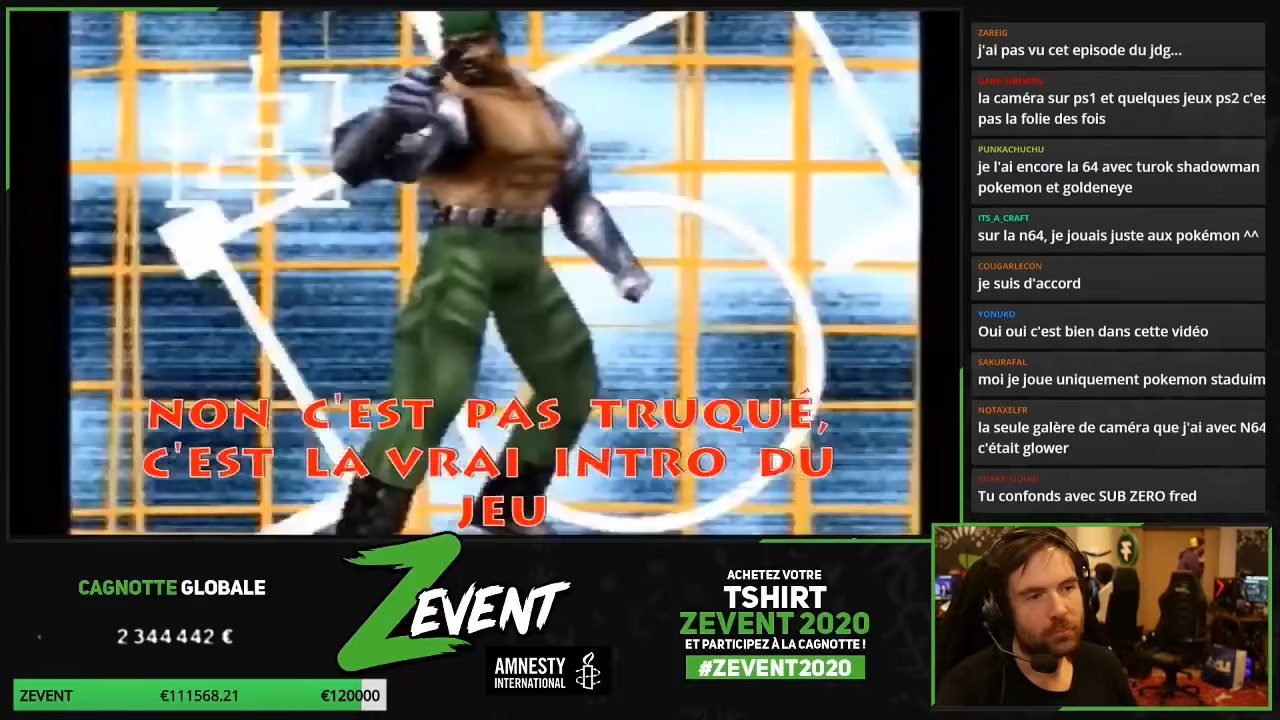 NON C'EST PAS TRUQUÉ,
C'EST LA VRAI INTRO DU
JEU
ZAREIG
j'ai pas vu cet episode du jdg...
la caméra sur ps1 et quelques jeux ps2 c'es
pas la folie des fois
PUNKACHUCHU
je l'ai encore la 64 avec turok shadowman
pokemon et goldeneye
ITS_A_CRAFT
sur la n64, je jouais juste aux pokémon ^^
COUGARLECON
je suis d'accord
YONUKO
Oui oui c'est bien dans cette vidéo
SAKURAFAL
moi je joue uniquement pokemon staduim
NOTAXELFR
la seule galère de caméra que j'ai avec N64
c'était glower
SNAKE LIQUID
Tu confonds avec SUB ZERO fred
CAGNOTTE GLOBALE
2 344 442 €
ZEVENT €111568.21 €120000
ZEVENT
AMNESTY
INTERNATIONAL
ACHETEZ VOTRE
TSHIRT
ZEVENT 2020
ET PARTICIPEZ À LA CAGNOTTE !
#ZEVENT2020